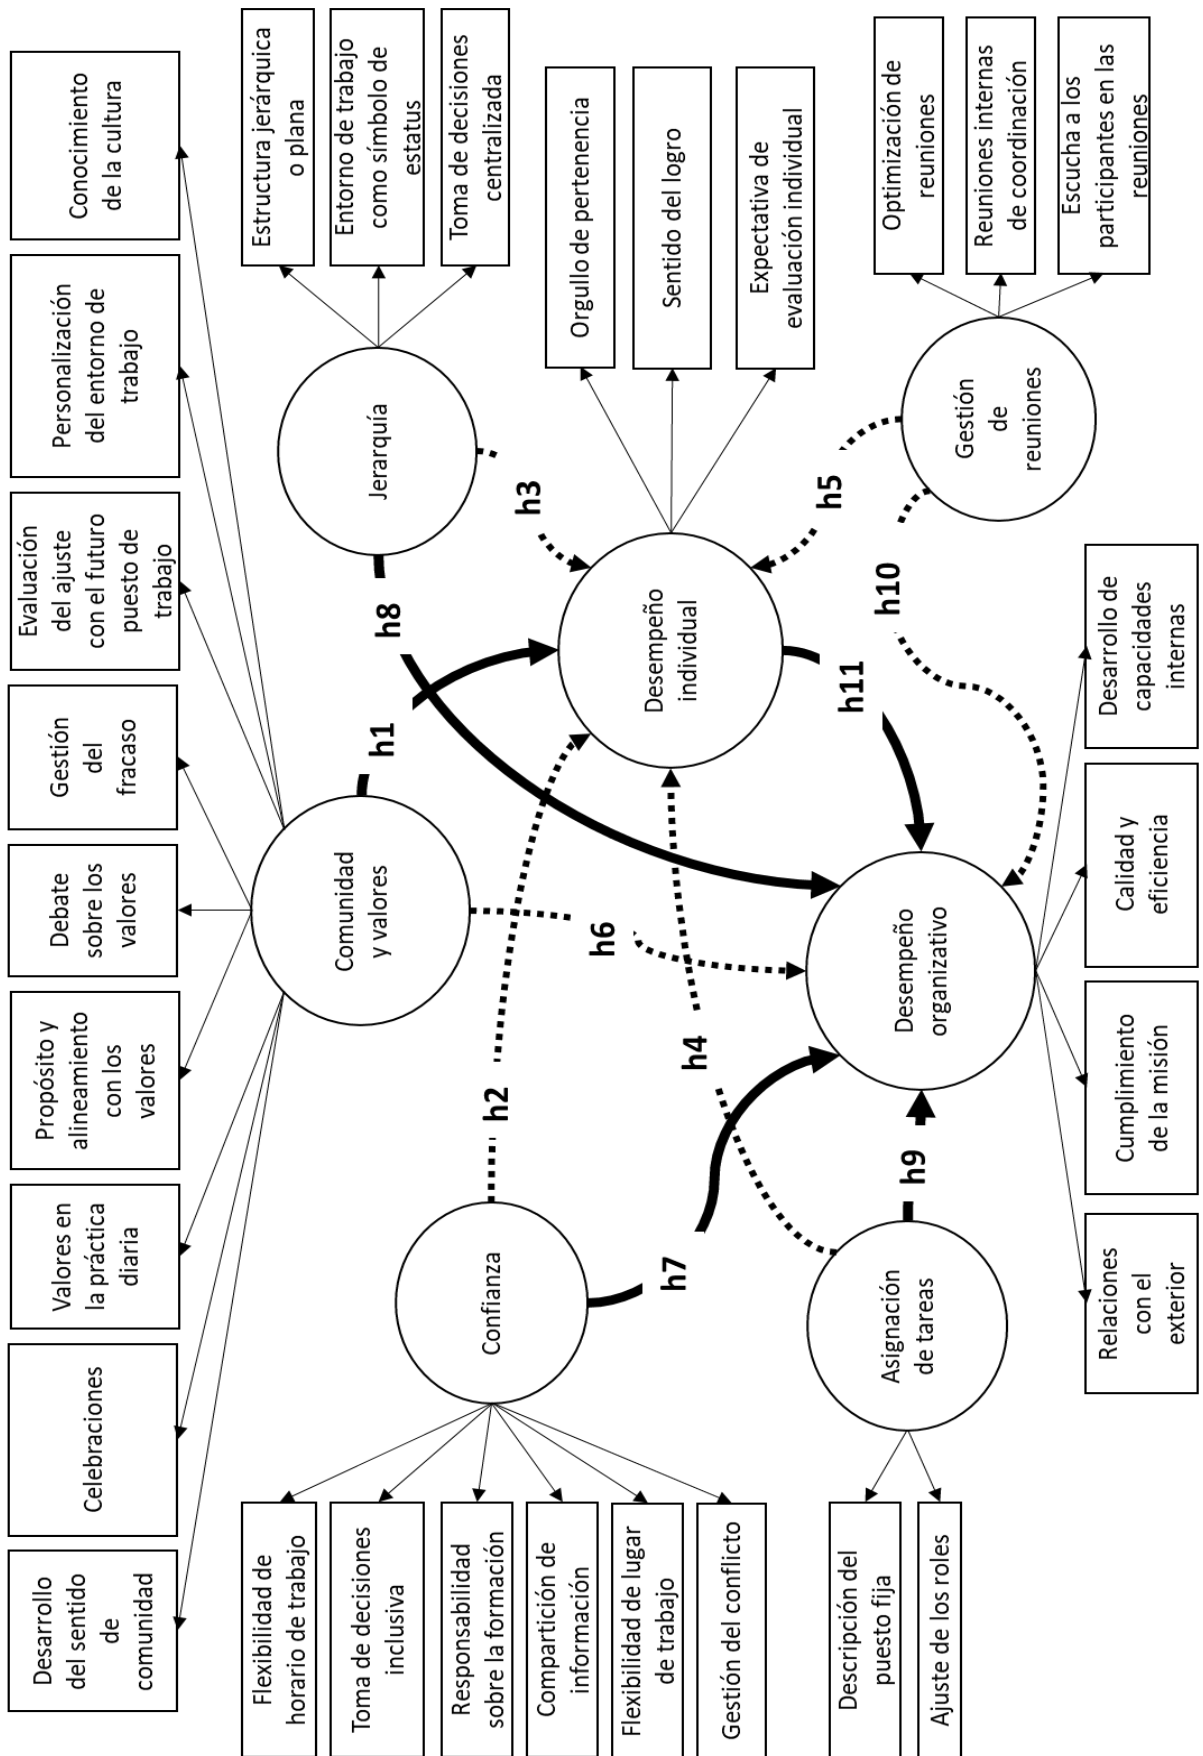 Desarrollo
del sentido
de
comunidad
Celebraciones
Valores en
la práctica
diaria
Propósito y
alineamiento
con los
valores
Debate
sobre los
valores
Gestión
del
fracaso
Evaluación
del ajuste
con el futuro
puesto de
trabajo
Personalización
del entorno de
trabajo
Conocimiento
de la cultura
Flexibilidad de
horario de trabajo
Toma de decisiones
inclusiva
Responsabilidad
sobre la formación
Compartición de
información
Flexibilidad de lugar
de trabajo
Gestión del conflicto
Confianza
Comunidad
y valores
Jerarquía
Estructura jerárquica
o plana
Entorno de trabajo
como símbolo de
estatus
Toma de decisiones
centralizada
h1
h8
h3
h2
h6
h7
h4
Desempeño
individual
Orgullo de pertenencia
Sentido del logro
Expectativa de
evaluación individual
h5
h11
h10
h9
Descripción del
puesto fija
Ajuste de los roles
Asignación
de tareas
Desempeño
organizativo
Gestión
de
reuniones
Optimización de
reuniones
Reuniones internas
de coordinación
Escucha a los
participantes en las
reuniones
Relaciones
con el
exterior
Cumplimiento
de la misión
Calidad y
eficiencia
Desarrollo de
capacidades
internas